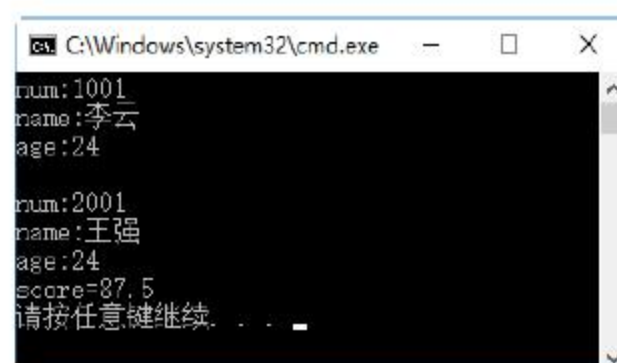 C:\Windows\system32\cmd.exe
num:1001
name:李云
age:24
num:2001
name:王强
age:24
score=87.5
请按任意键继续. . .